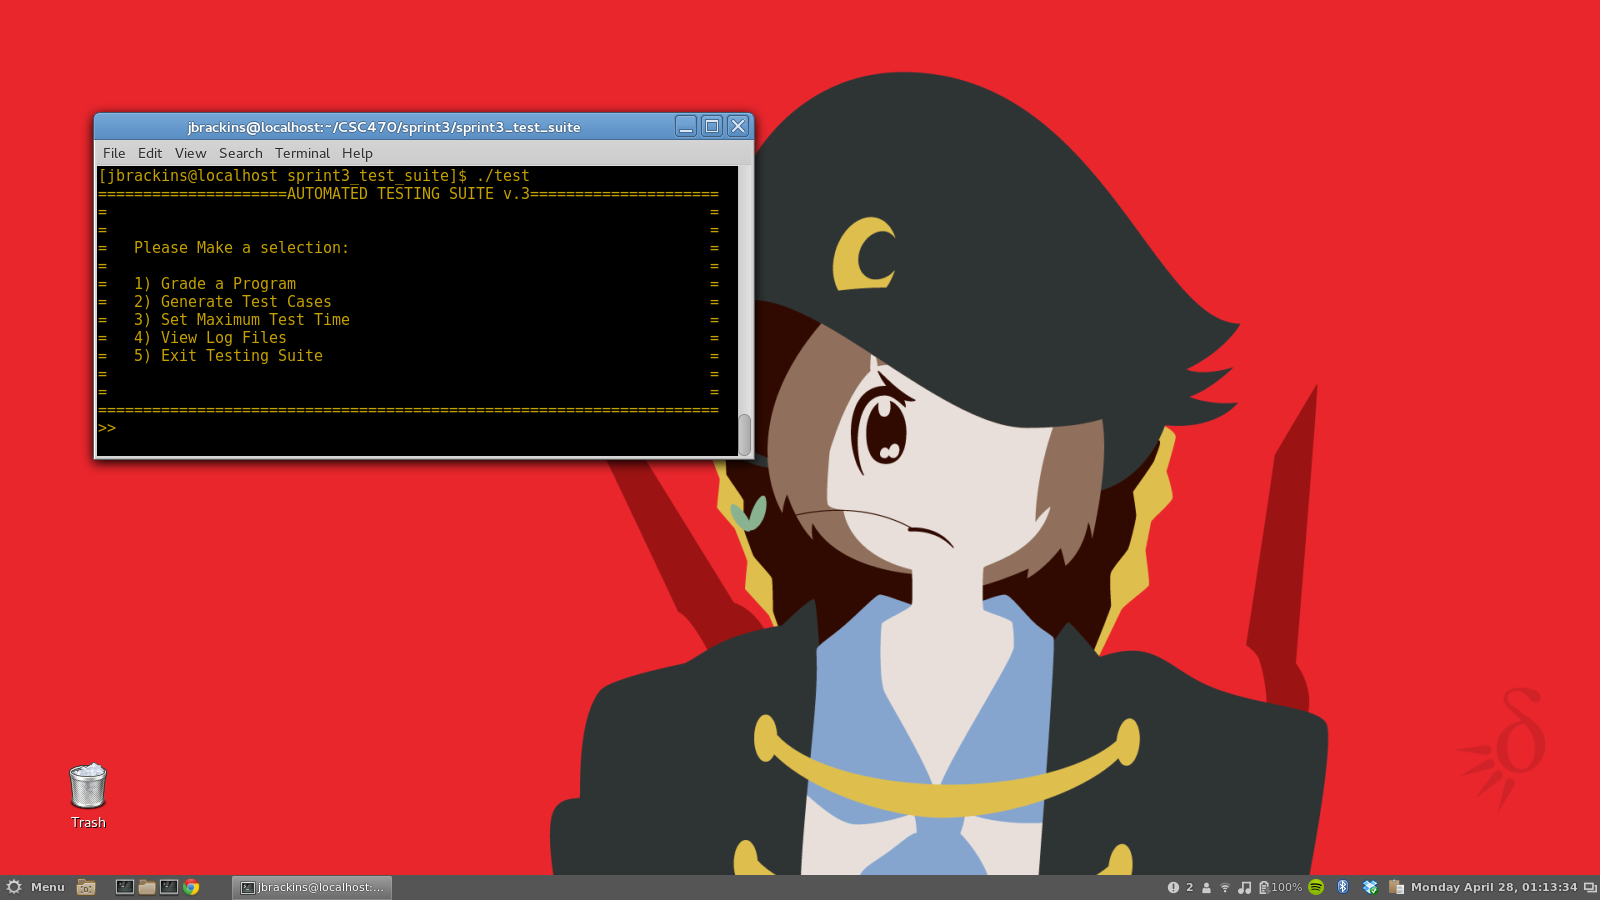 jbrackins@localhost:~/CSC470/sprint3/sprint3_test_suite
File Edit View Search Terminal Help
[jbrackins@localhost sprint3_test_suite]$ ./test
=====================AUTOMATED TESTING SUITE v.3=====================
= =
= =
= Please Make a selection: =
= =
= 1) Grade a Program =
= 2) Generate Test Cases =
= 3) Set Maximum Test Time =
= 4) View Log Files =
= 5) Exit Testing Suite =
= =
= =
=====================================================================
>>
Trash
Menu jbrackins@localhost:... 2 100% Monday April 28, 01:13:34
δ